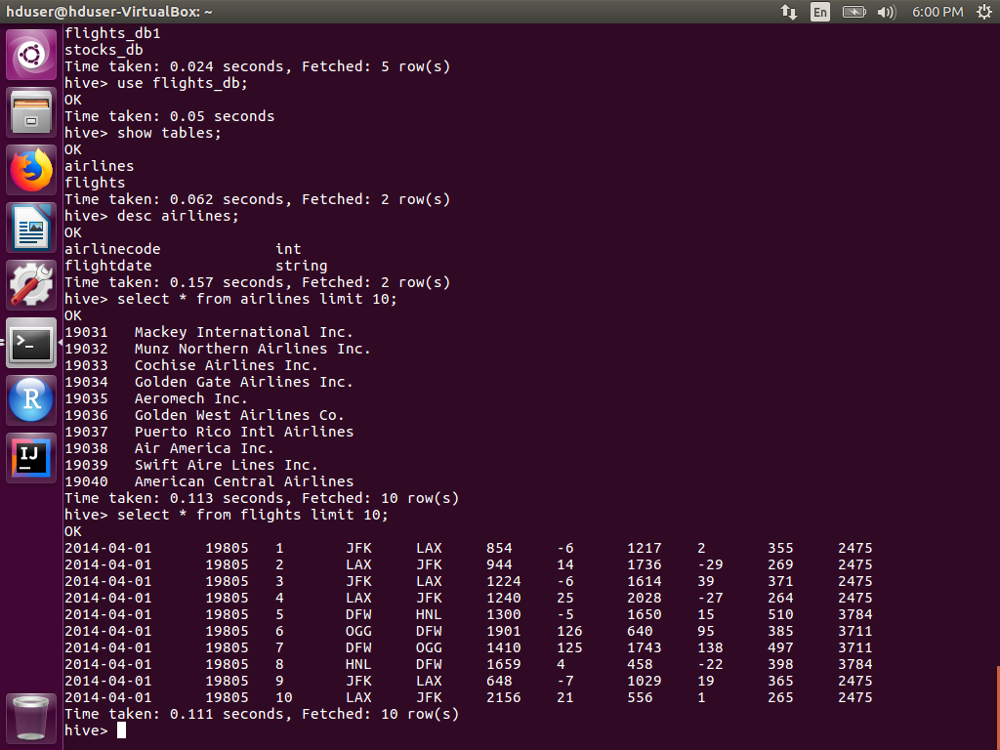 hduser@hduser-VirtualBox: ~ En 6:00 PM
flights_db1
stocks_db
Time taken: 0.024 seconds, Fetched: 5 row(s)
hive> use flights_db;
OK
Time taken: 0.05 seconds
hive> show tables;
OK
airlines
flights
Time taken: 0.062 seconds, Fetched: 2 row(s)
hive> desc airlines;
OK
airlinecode int
flightdate string
Time taken: 0.157 seconds, Fetched: 2 row(s)
hive> select * from airlines limit 10;
OK
19031 Mackey International Inc.
19032 Munz Northern Airlines Inc.
19033 Cochise Airlines Inc.
19034 Golden Gate Airlines Inc.
19035 Aeromech Inc.
19036 Golden West Airlines Co.
19037 Puerto Rico Intl Airlines
19038 Air America Inc.
19039 Swift Aire Lines Inc.
19040 American Central Airlines
Time taken: 0.113 seconds, Fetched: 10 row(s)
hive> select * from flights limit 10;
OK
2014-04-01 19805 1 JFK LAX 854 -6 1217 2 355 2475
2014-04-01 19805 2 LAX JFK 944 14 1736 -29 269 2475
2014-04-01 19805 3 JFK LAX 1224 -6 1614 39 371 2475
2014-04-01 19805 4 LAX JFK 1240 25 2028 -27 264 2475
2014-04-01 19805 5 DFW HNL 1300 -5 1650 15 510 3784
2014-04-01 19805 6 OGG DFW 1901 126 640 95 385 3711
2014-04-01 19805 7 DFW OGG 1410 125 1743 138 497 3711
2014-04-01 19805 8 HNL DFW 1659 4 458 -22 398 3784
2014-04-01 19805 9 JFK LAX 648 -7 1029 19 365 2475
2014-04-01 19805 10 LAX JFK 2156 21 556 1 265 2475
Time taken: 0.111 seconds, Fetched: 10 row(s)
hive>
>_
R
IJ